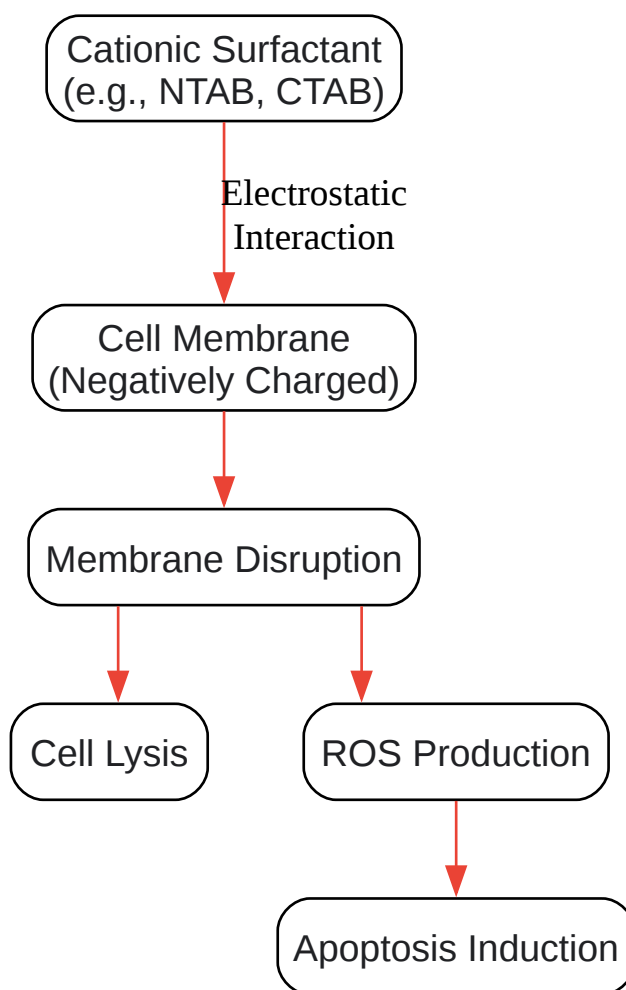 Cationic Surfactant
(e.g., NTAB, CTAB)
Electrostatic
Interaction
Cell Membrane
(Negatively Charged)
Membrane Disruption
Cell Lysis
ROS Production
Apoptosis Induction